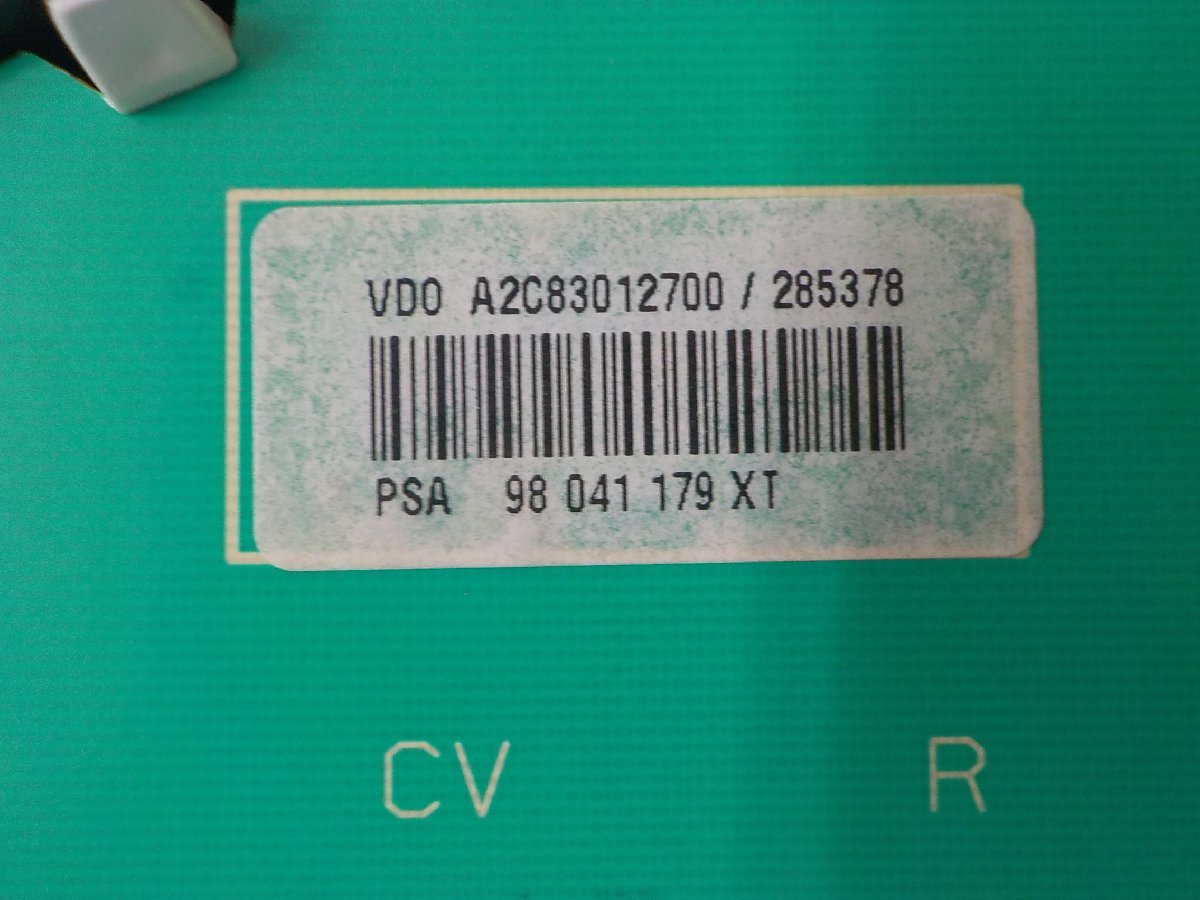 VDO A2C83012700 / 285378
PSA 98 041 179 XT
CV R